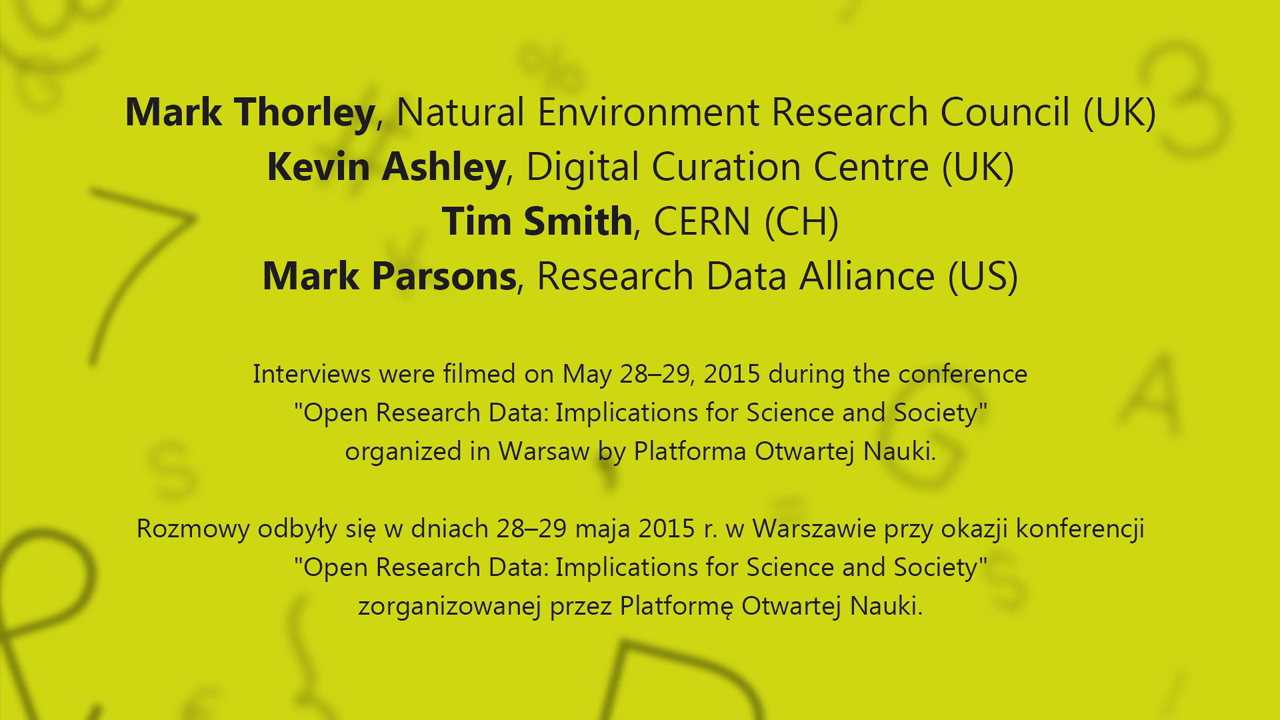 Mark Thorley, Natural Environment Research Council (UK)
Kevin Ashley, Digital Curation Centre (UK)
Tim Smith, CERN (CH)
Mark Parsons, Research Data Alliance (US)
Interviews were filmed on May 28–29, 2015 during the conference
"Open Research Data: Implications for Science and Society"
organized in Warsaw by Platforma Otwartej Nauki.
Rozmowy odbyły się w dniach 28–29 maja 2015 r. w Warszawie przy okazji konferencji
"Open Research Data: Implications for Science and Society"
zorganizowanej przez Platformę Otwartej Nauki.